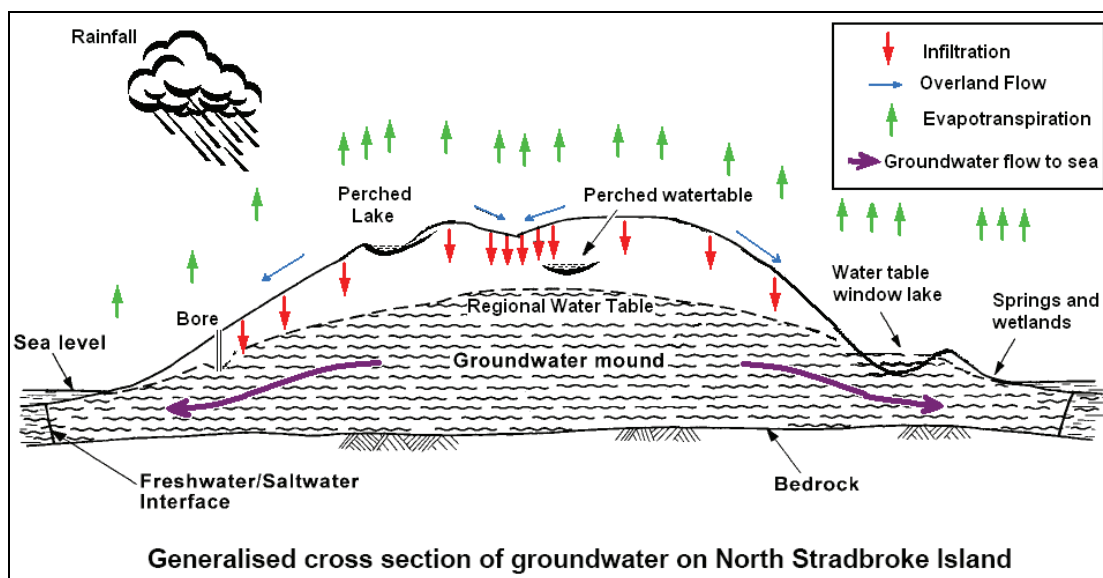 Rainfall
Infiltration
Overland Flow
Evapotranspiration
Groundwater flow to sea
Perched
Lake
Perched watertable
Water table
window lake
Springs and
wetlands
Bore
Regional Water Table
Sea level
Groundwater mound
Freshwater/Saltwater
Interface
Bedrock
Generalised cross section of groundwater on North Stradbroke Island